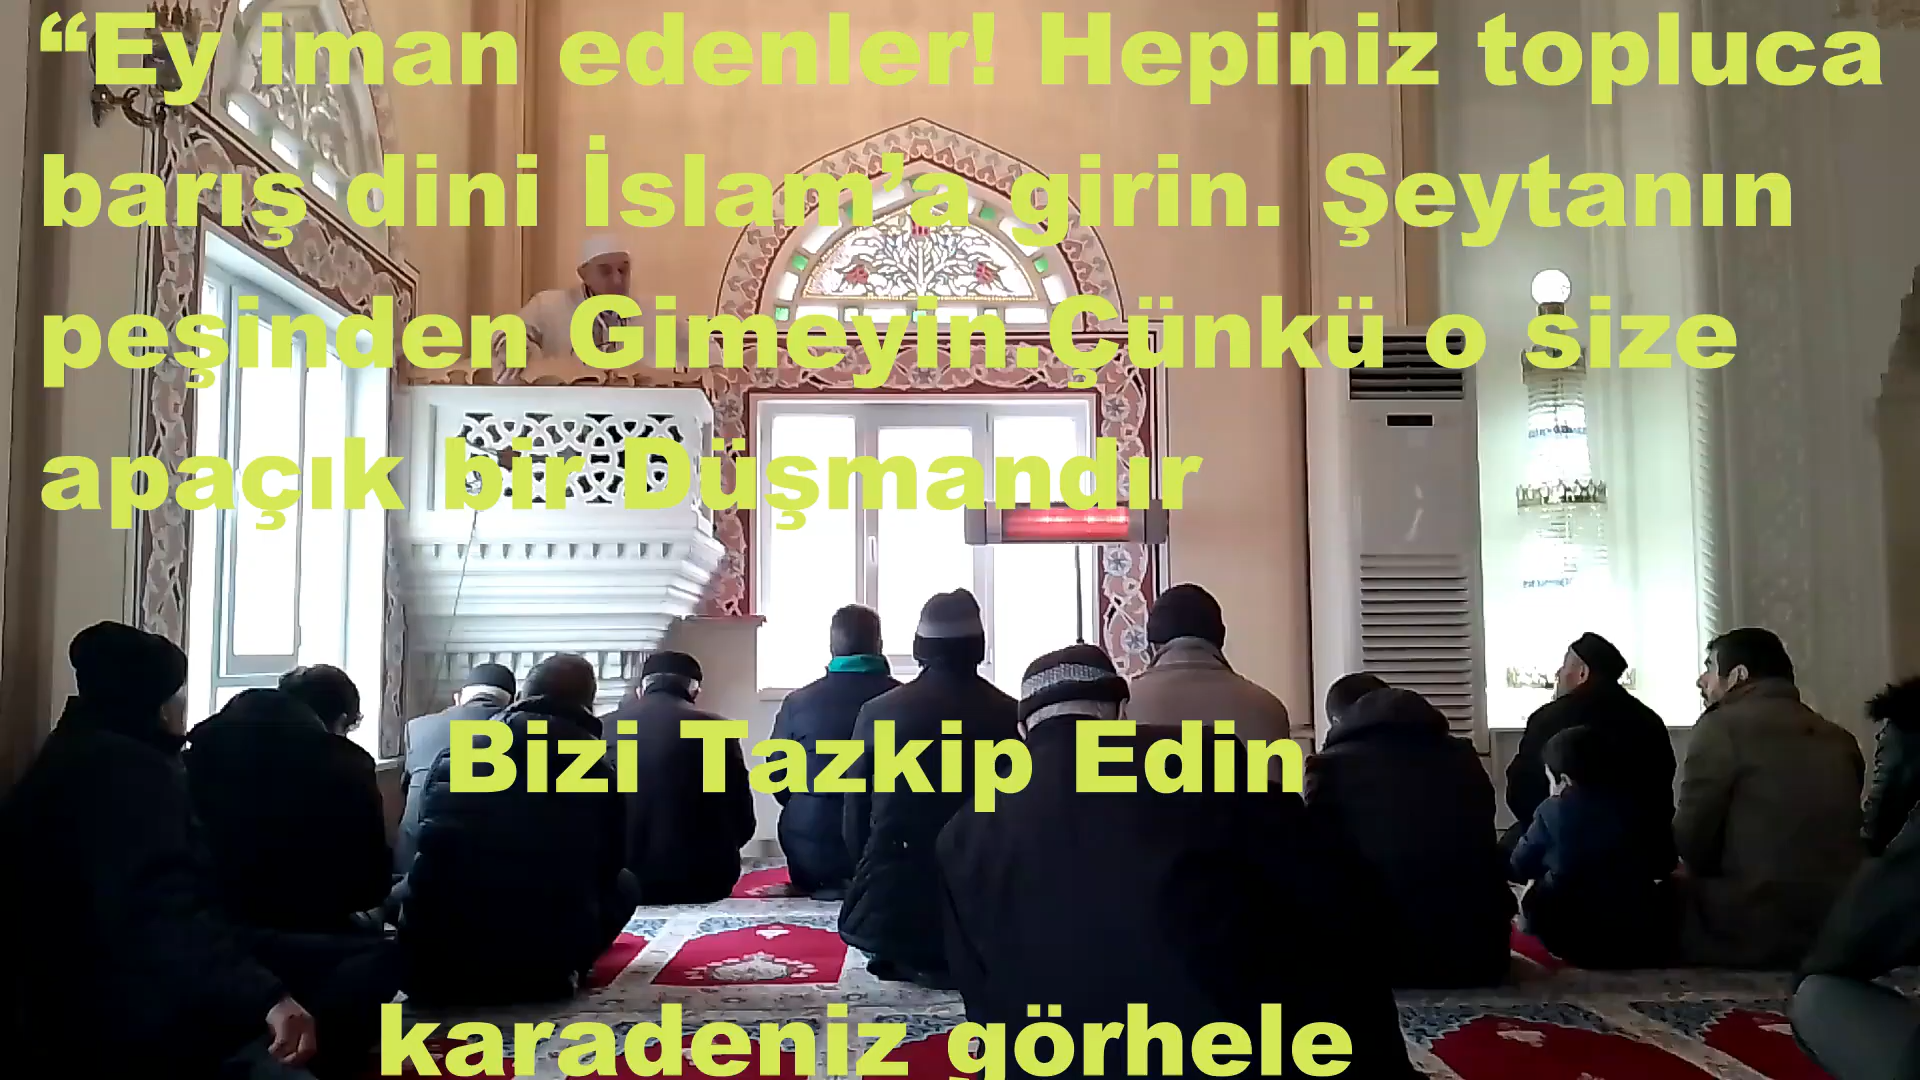 “Ey iman edenler! Hepiniz topluca
barış dini İslam’a girin. Şeytanın
peşinden Gimeyin.Çünkü o size
apaçık bir Düşmandır
Bizi Tazkip Edin
karadeniz görhele